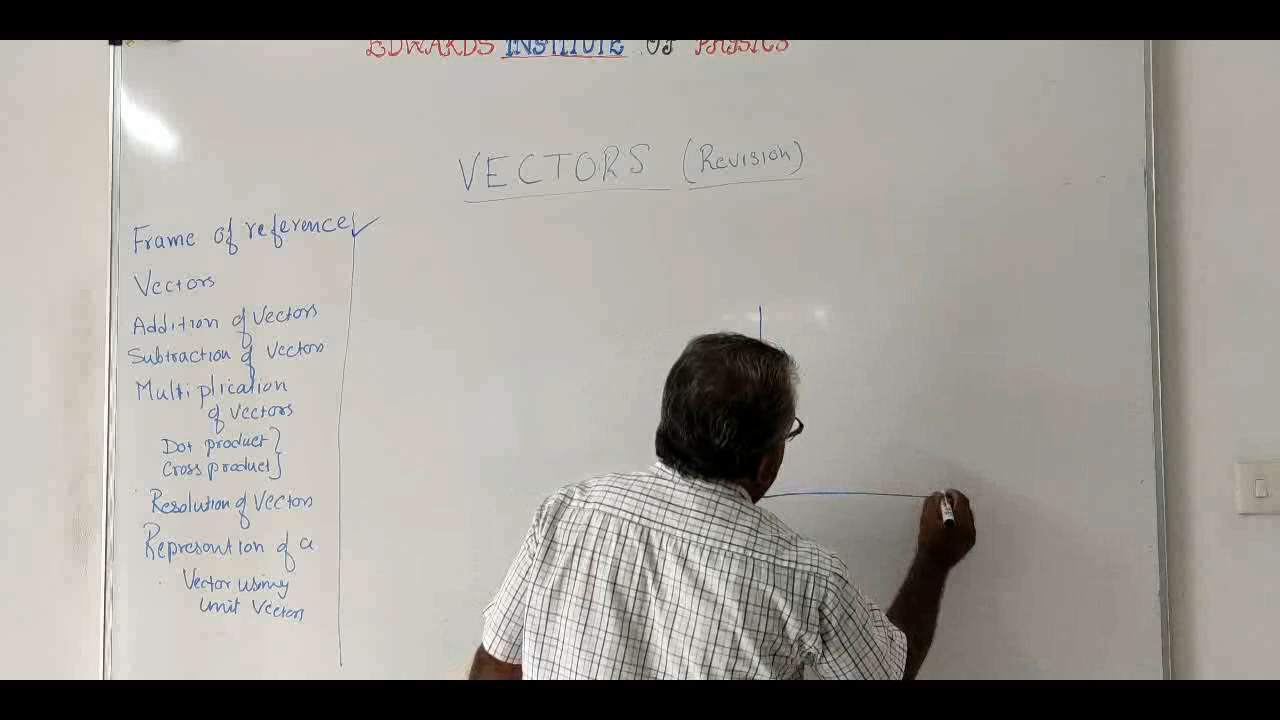 EDWARDS INSTITUTE OF PHYSICS
VECTORS (Revision)
Frame of reference
Vectors
Addition of Vectors
Subtraction of Vectors
Multiplication
of Vectors
Dot product}
Cross product}
Resolution of Vectors
Represontion of a
Vector using
unit Vectors